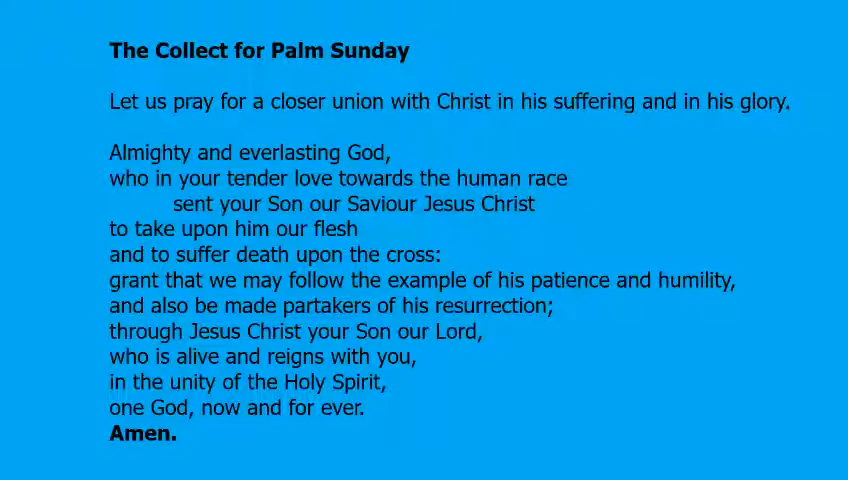 The Collect for Palm Sunday
Let us pray for a closer union with Christ in his suffering and in his glory.
Almighty and everlasting God,
who in your tender love towards the human race
sent your Son our Saviour Jesus Christ
to take upon him our flesh
and to suffer death upon the cross:
grant that we may follow the example of his patience and humility,
and also be made partakers of his resurrection;
through Jesus Christ your Son our Lord,
who is alive and reigns with you,
in the unity of the Holy Spirit,
one God, now and for ever.
Amen.